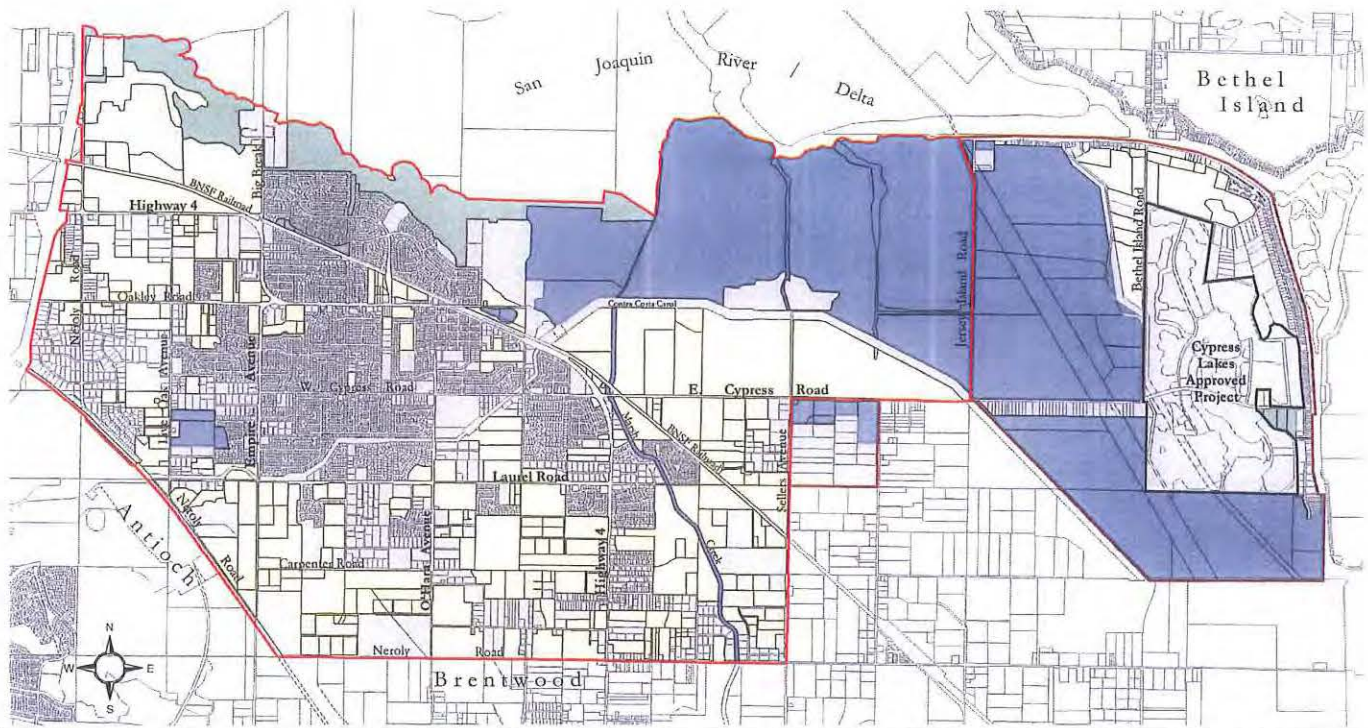 San Joaquin River / Delta
Bethel
Island
Big Break
BNSF Railroad
Highway 4
Neroly Road
Oakley Road
Contra Costa Canal
Jersey Island Road
Bethel Island Road
Cypress
Lakes
Approved
Project
Avenue
Empire Avenue
W. Cypress Road
E. Cypress Road
Marsh Creek
BNSF Railroad
Sellers Avenue
Laurel Road
Neroly Road
Antioch
O'Hara Avenue
Highway 4
Carpenter Road
Neroly Road
Brentwood
N
W
E
S